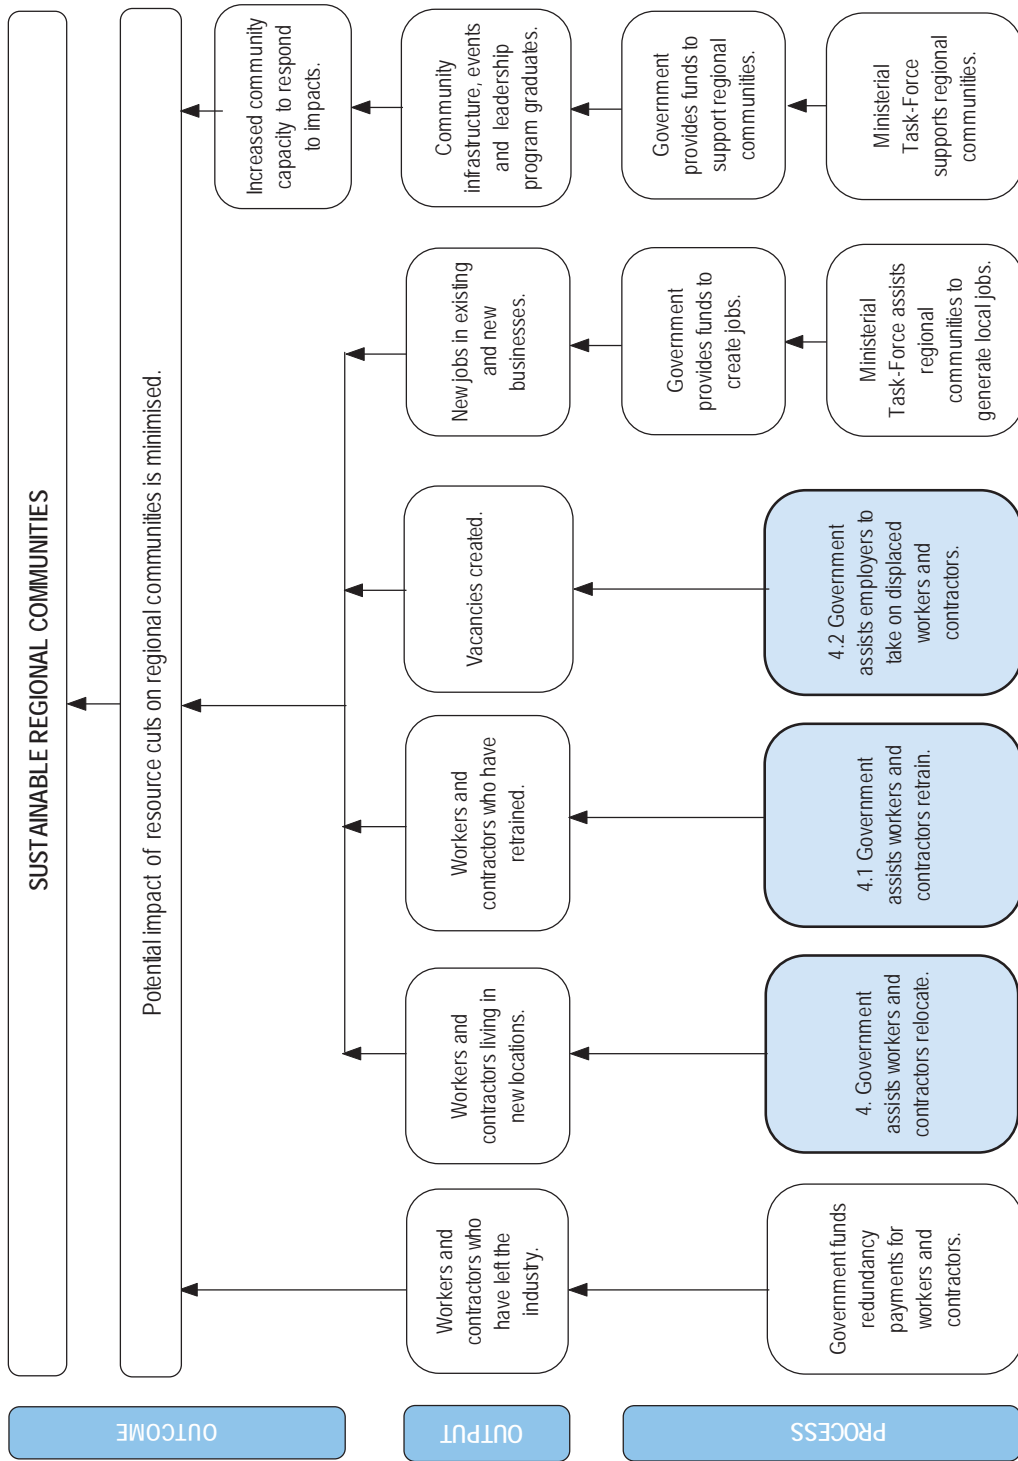 SUSTAINABLE REGIONAL COMMUNITIES
Potential impact of resource cuts on regional communities is minimised.
Increased community
capacity to respond
to impacts.
OUTCOME
Workers and
contractors who
have left the
industry.
Workers and
contractors living in
new locations.
Workers and
contractors who have
retrained.
Vacancies created.
New jobs in existing
and new
businesses.
Community
infrastructure, events
and leadership
program graduates.
OUTPUT
Government
provides funds to
create jobs.
Government
provides funds to
support regional
communities.
Government funds
redundancy
payments for
workers and
contractors.
4. Government
assists workers and
contractors relocate.
4.1 Government
assists workers and
contractors retrain.
4.2 Government
assists employers to
take on displaced
workers and
contractors.
Ministerial
Task-Force assists
regional
communities to
generate local jobs.
Ministerial
Task-Force
supports regional
communities.
PROCESS